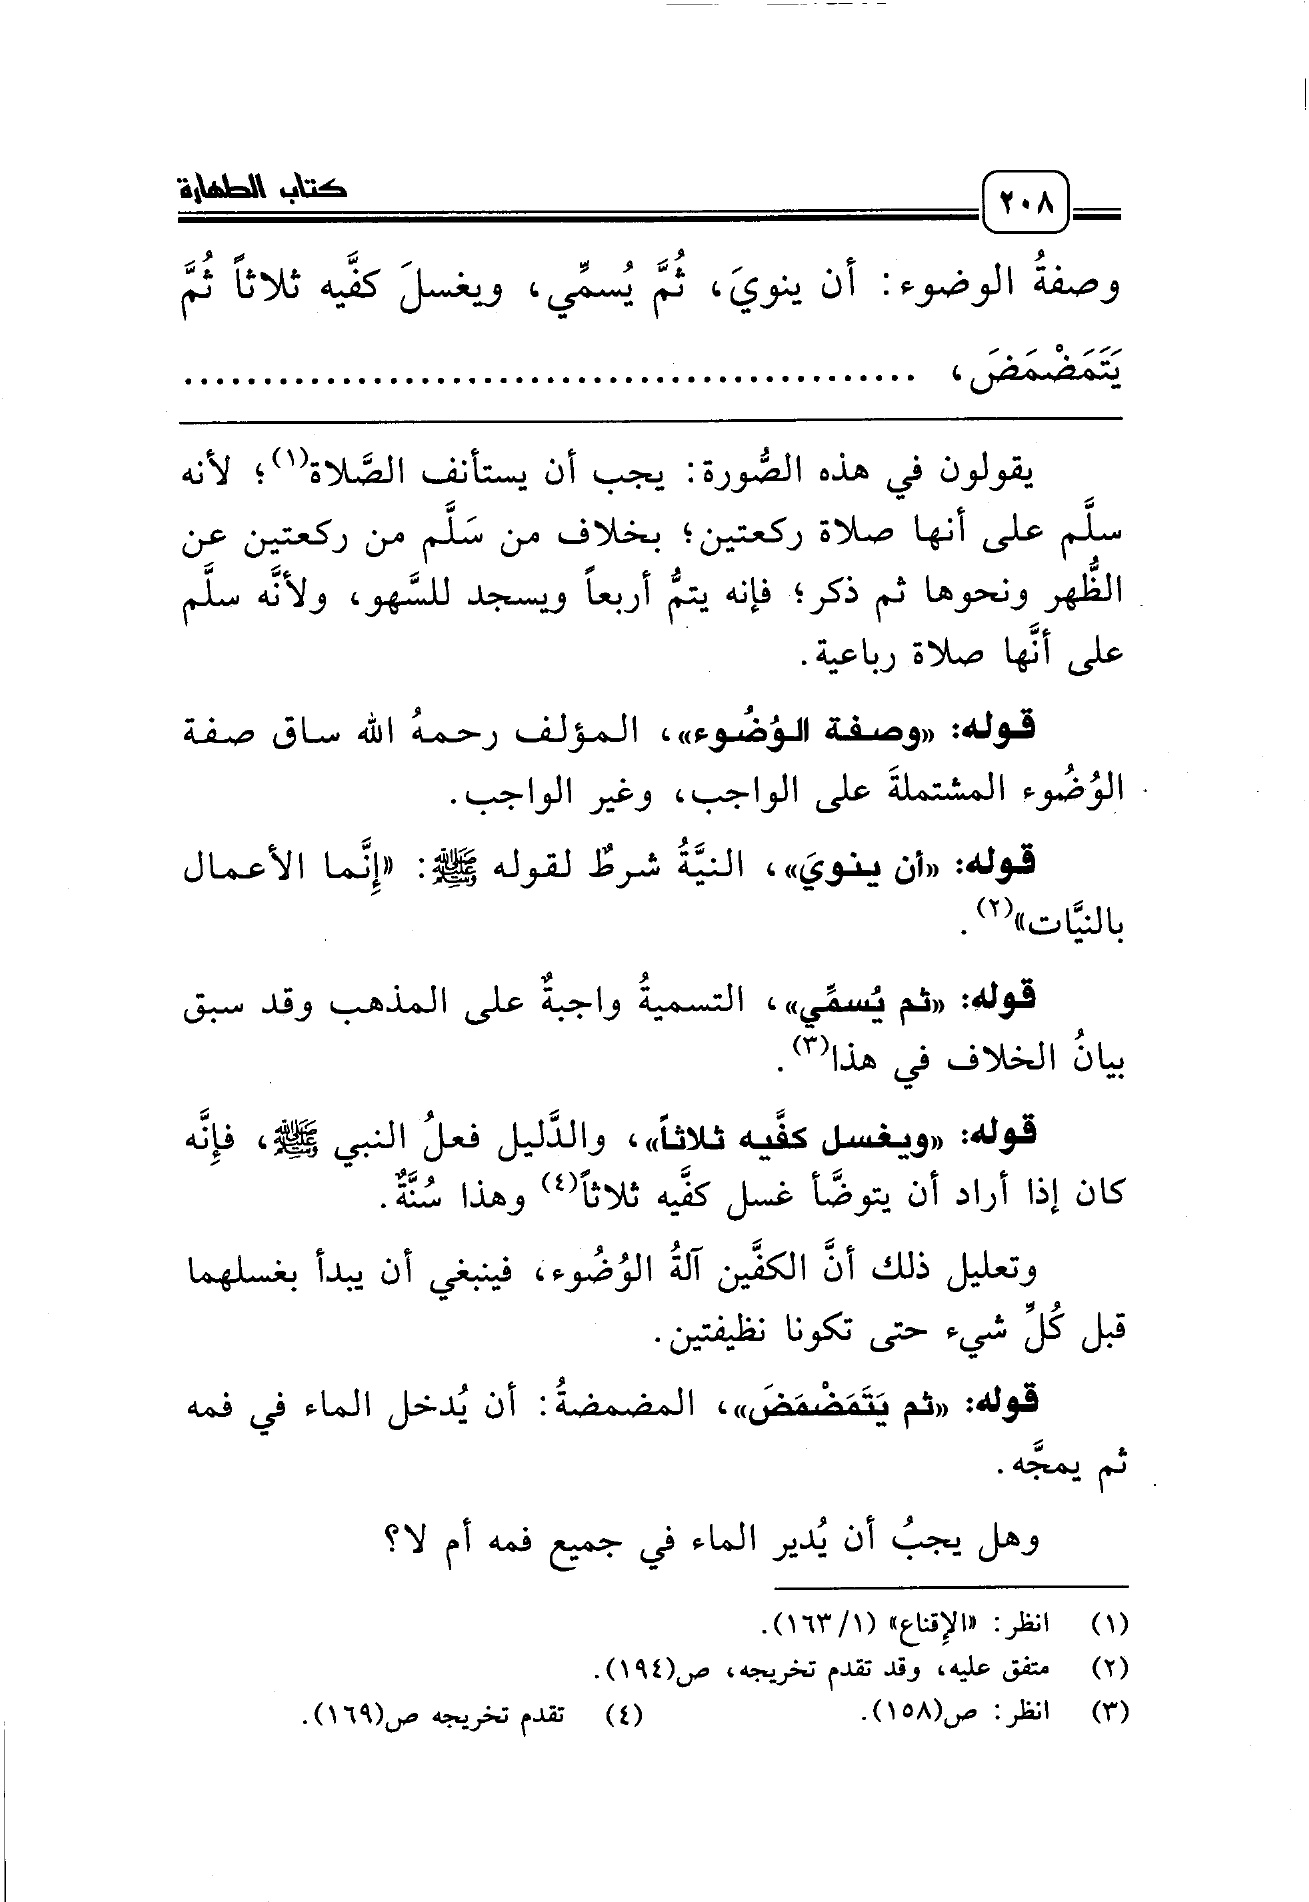 كتاب الطهارة
٢٠٨
وصفةُ الوضوء: أن ينويَ، ثُمَّ يُسمِّي، ويغسلَ كفَّيه ثلاثاً ثُمَّ
يَتَمَضْمَضَ، ...............................................
يقولون في هذه الصُّورة: يجب أن يستأنف الصَّلاة(١)؛ لأنه
سلَّم على أنها صلاة ركعتين؛ بخلاف من سَلَّم من ركعتين عن
الظُّهر ونحوها ثم ذكر؛ فإنه يتمُّ أربعاً ويسجد للسَّهو، ولأنَّه سلَّم
على أنَّها صلاة رباعية.
قوله: «وصفة الوُضُوء»، المؤلف رحمهُ الله ساق صفة
الوُضُوء المشتملةَ على الواجب، وغير الواجب.
قوله: «أن ينويَ»، النيَّةُ شرطٌ لقوله ﷺ: «إنَّما الأعمال
بالنيَّات»(٢).
قوله: «ثم يُسمِّي»، التسميةُ واجبةٌ على المذهب وقد سبق
بيانُ الخلاف في هذا(٣).
قوله: «ويغسل كفَّيه ثلاثاً»، والدَّليل فعلُ النبي ﷺ، فإنَّه
كان إذا أراد أن يتوضَّأ غسل كفَّيه ثلاثاً(٤) وهذا سُنَّةٌ.
وتعليل ذلك أنَّ الكفَّين آلةُ الوُضُوء، فينبغي أن يبدأ بغسلهما
قبل كُلِّ شيء حتى تكونا نظيفتين.
قوله: «ثم يَتَمَضْمَضَ»، المضمضةُ: أن يُدخل الماء في فمه
ثم يمجَّه.
وهل يجبُ أن يُدير الماء في جميع فمه أم لا؟
(١) انظر: «الإقناع» (١/ ١٦٣).
(٢) متفق عليه، وقد تقدم تخريجه، ص(١٩٤).
(٣) انظر: ص(١٥٨). (٤) تقدم تخريجه ص(١٦٩).